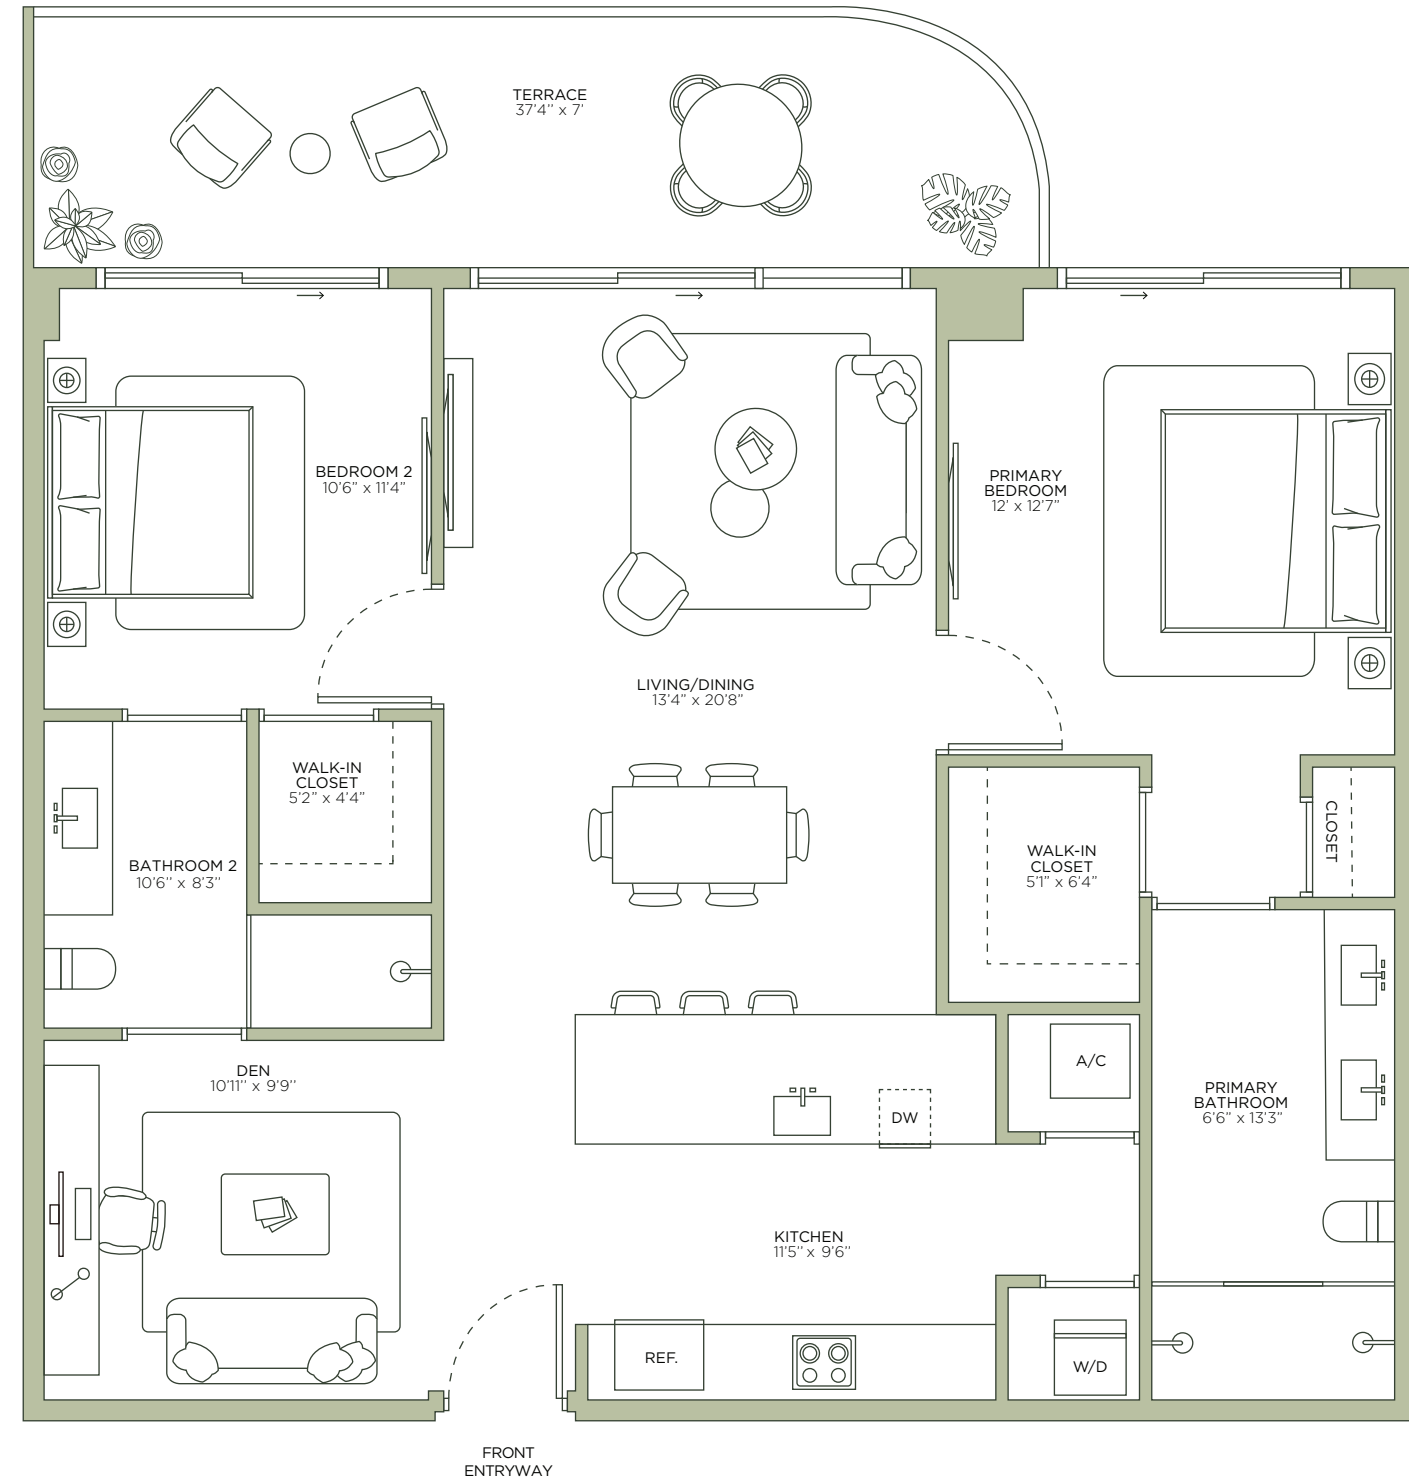 TERRACE
37'4'' x 7'
BEDROOM 2
10'6” x 11'4”
PRIMARY
BEDROOM
12' x 12'7”
LIVING/DINING
13'4” x 20'8”
WALK-IN
CLOSET
5'2” x 4'4”
CLOSET
BATHROOM 2
10'6'' x 8'3''
WALK-IN
CLOSET
5'1” x 6'4”
DEN
10'11'' x 9'9''
A/C
DW
PRIMARY
BATHROOM
6'6” x 13'3”
KITCHEN
11'5'' x 9'6''
REF.
W/D
FRONT
ENTRYWAY